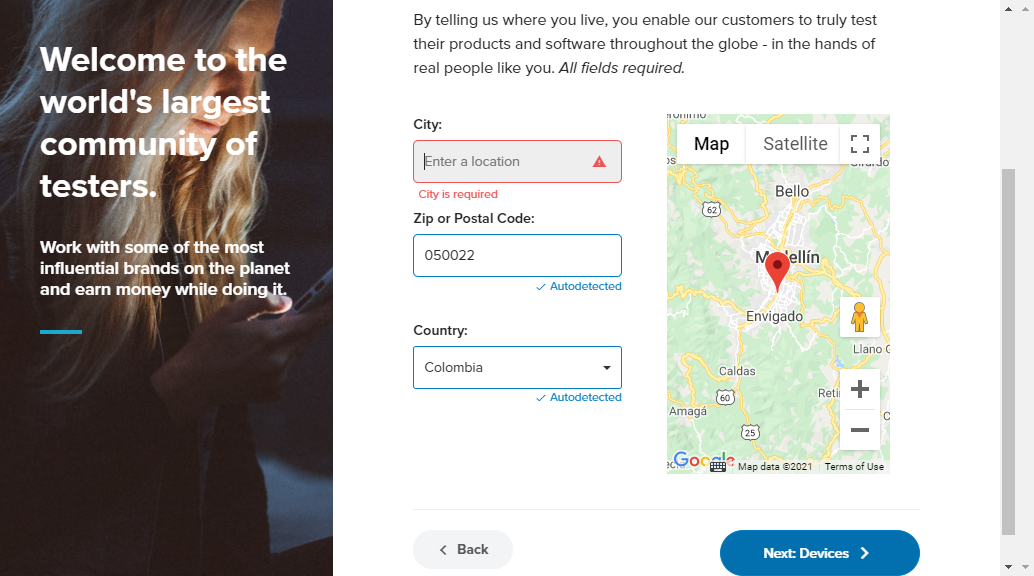 Welcome to the
world's largest
community of
testers.
Work with some of the most
influential brands on the planet
and earn money while doing it.
By telling us where you live, you enable our customers to truly test
their products and software throughout the globe - in the hands of
real people like you. All fields required.
City:
Enter a location
City is required
Zip or Postal Code:
050022
Autodetected
Country:
Colombia
Autodetected
Map
Satellite
Bello
62
Envigado
Llano
Caldas
60
Amagá
25
Google
Map data ©2021
Terms of Use
Back
Next: Devices